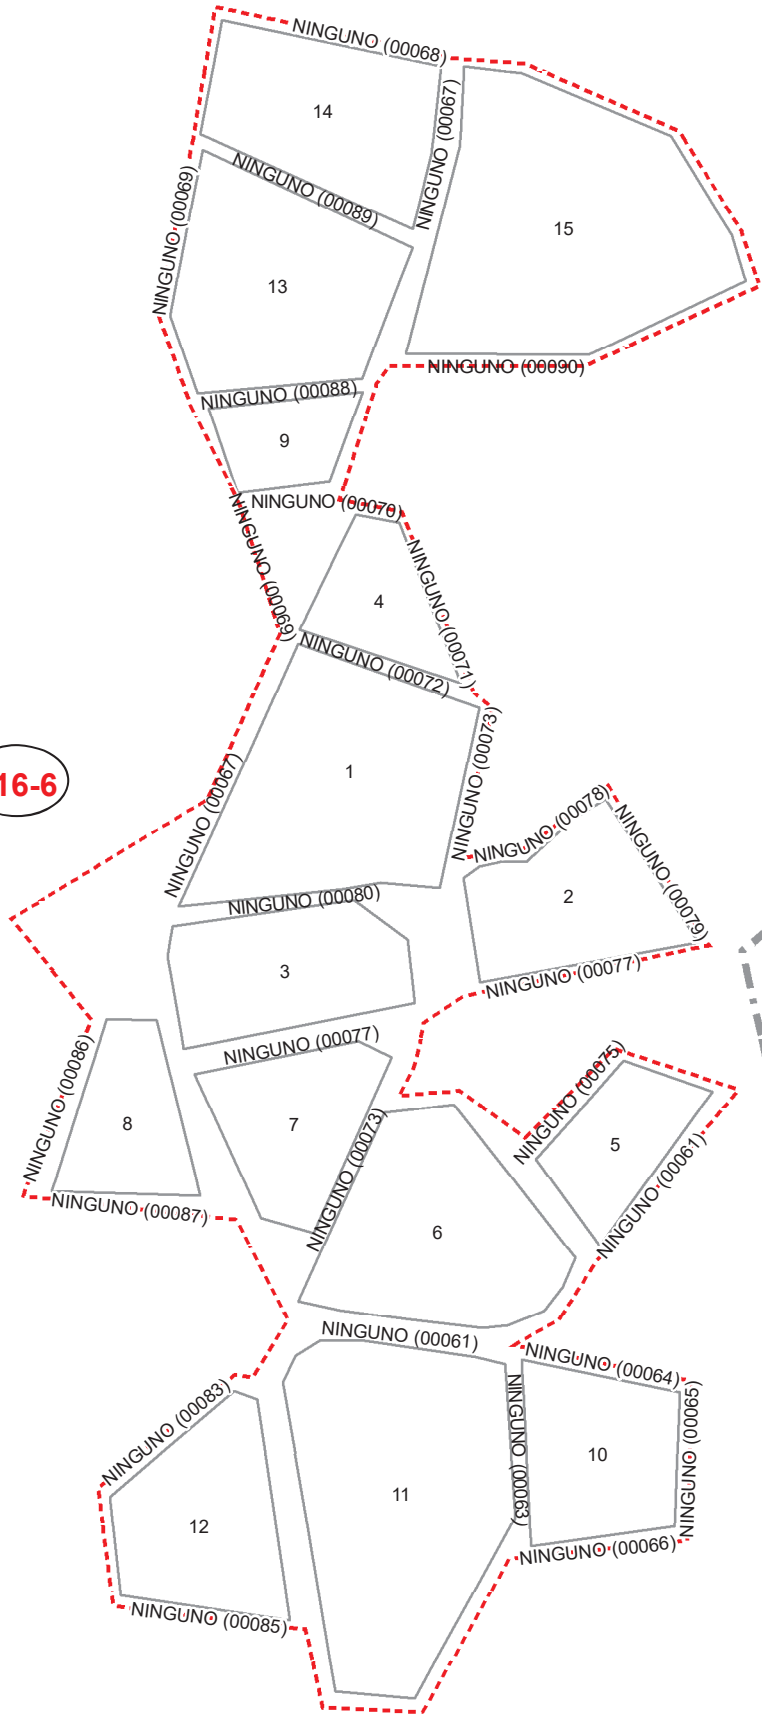 NINGUNO (00068)
14
NINGUNO (00067)
NINGUNO (00089)
NINGUNO (00069)
15
13
NINGUNO (00090)
NINGUNO (00088)
9
NINGUNO (00070)
NINGUNO (00069)
NINGUNO (00071)
4
NINGUNO (00072)
NINGUNO (00073)
1
16-6
NINGUNO (00067)
NINGUNO (00078)
NINGUNO (00079)
2
NINGUNO (00080)
3
NINGUNO (00077)
NINGUNO (00077)
NINGUNO (00086)
NINGUNO (00075)
8
7
NINGUNO (00073)
5
NINGUNO (00061)
NINGUNO (00087)
6
NINGUNO (00061)
NINGUNO (00064)
NINGUNO (00083)
NINGUNO (00063)
NINGUNO (00065)
10
11
12
NINGUNO (00066)
NINGUNO (00085)